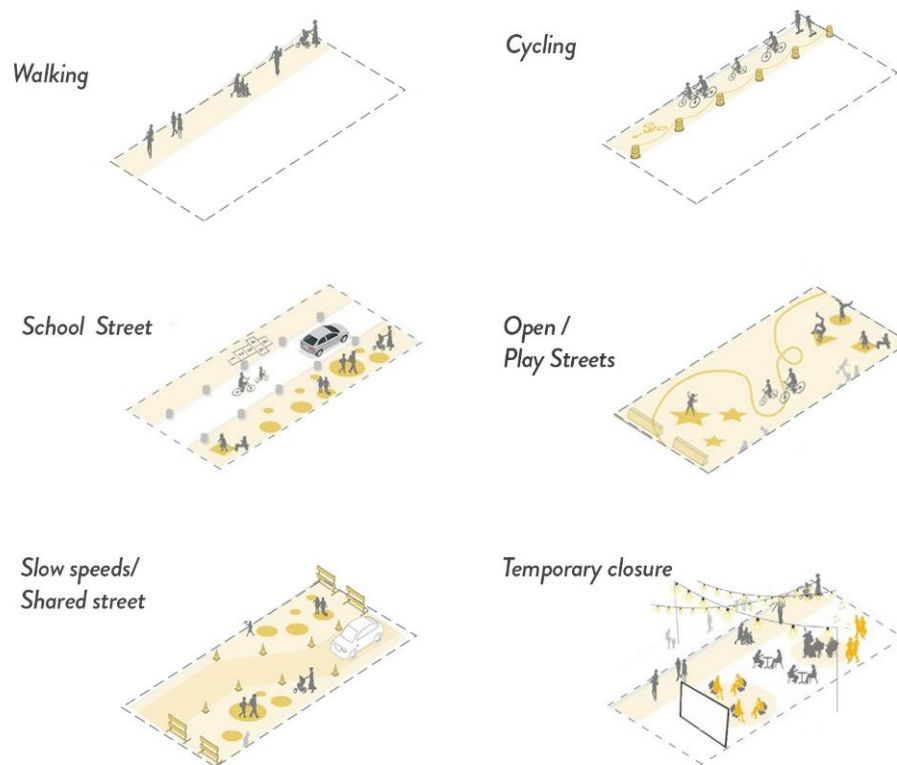 Walking
Cycling
School Street
Open /
Play Streets
Slow speeds/
Shared street
Temporary closure